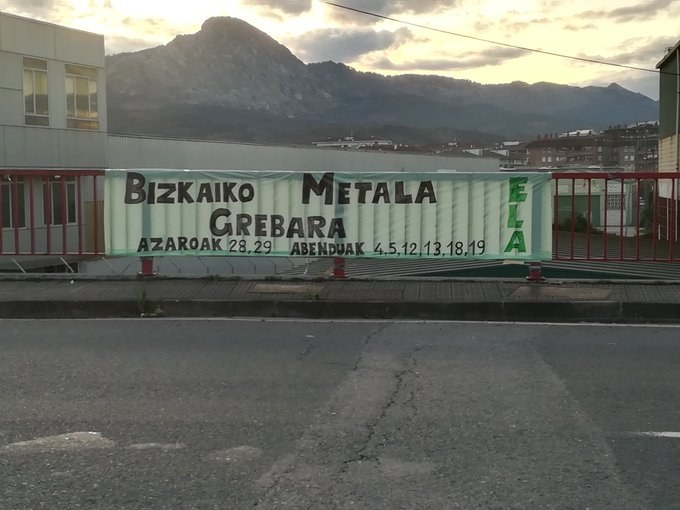 BIZKAIKO METALA
GREBARA
AZAROAK 28,29 ABENDUAK 4,5,12,13,18,19
ELA